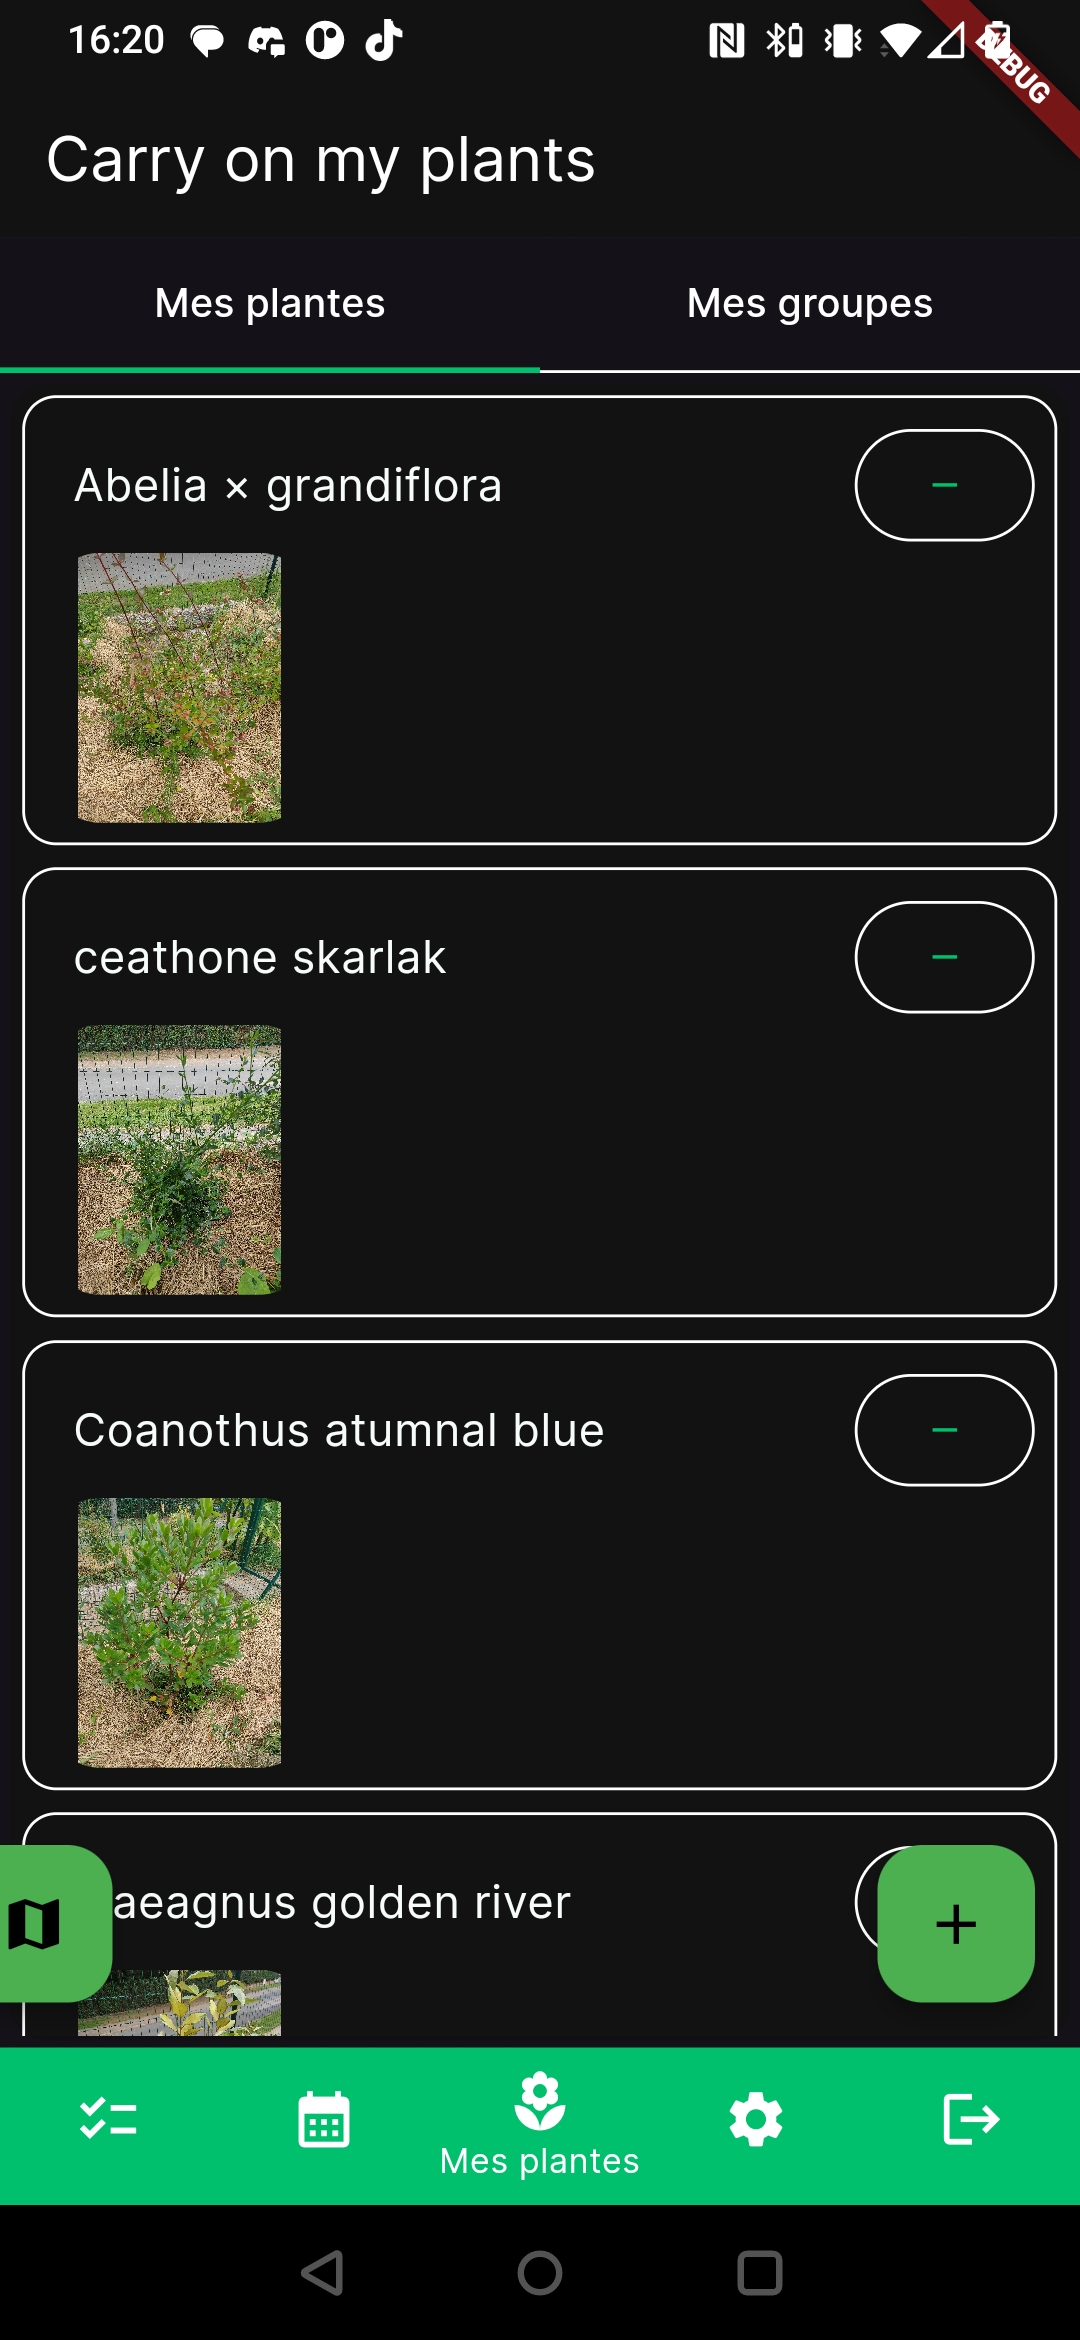 16:20
DEBUG
Carry on my plants
Mes plantes
Mes groupes
Abelia × grandiflora
ceathone skarlak
Coanothus atumnal blue
aeagnus golden river
Mes plantes